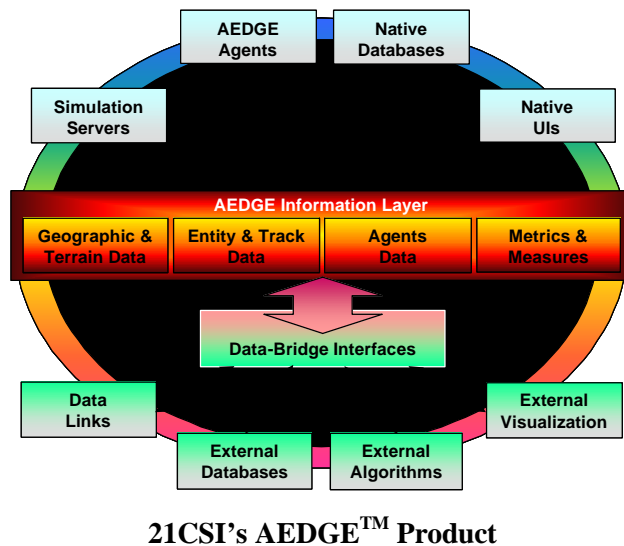 AEDGE
Agents
Native
Databases
Simulation
Servers
Native
UIs
AEDGE Information Layer
Geographic &
Terrain Data
Entity & Track
Data
Agents
Data
Metrics &
Measures
Data-Bridge Interfaces
Data
Links
External
Databases
External
Algorithms
External
Visualization
21CSI's AEDGE™ Product